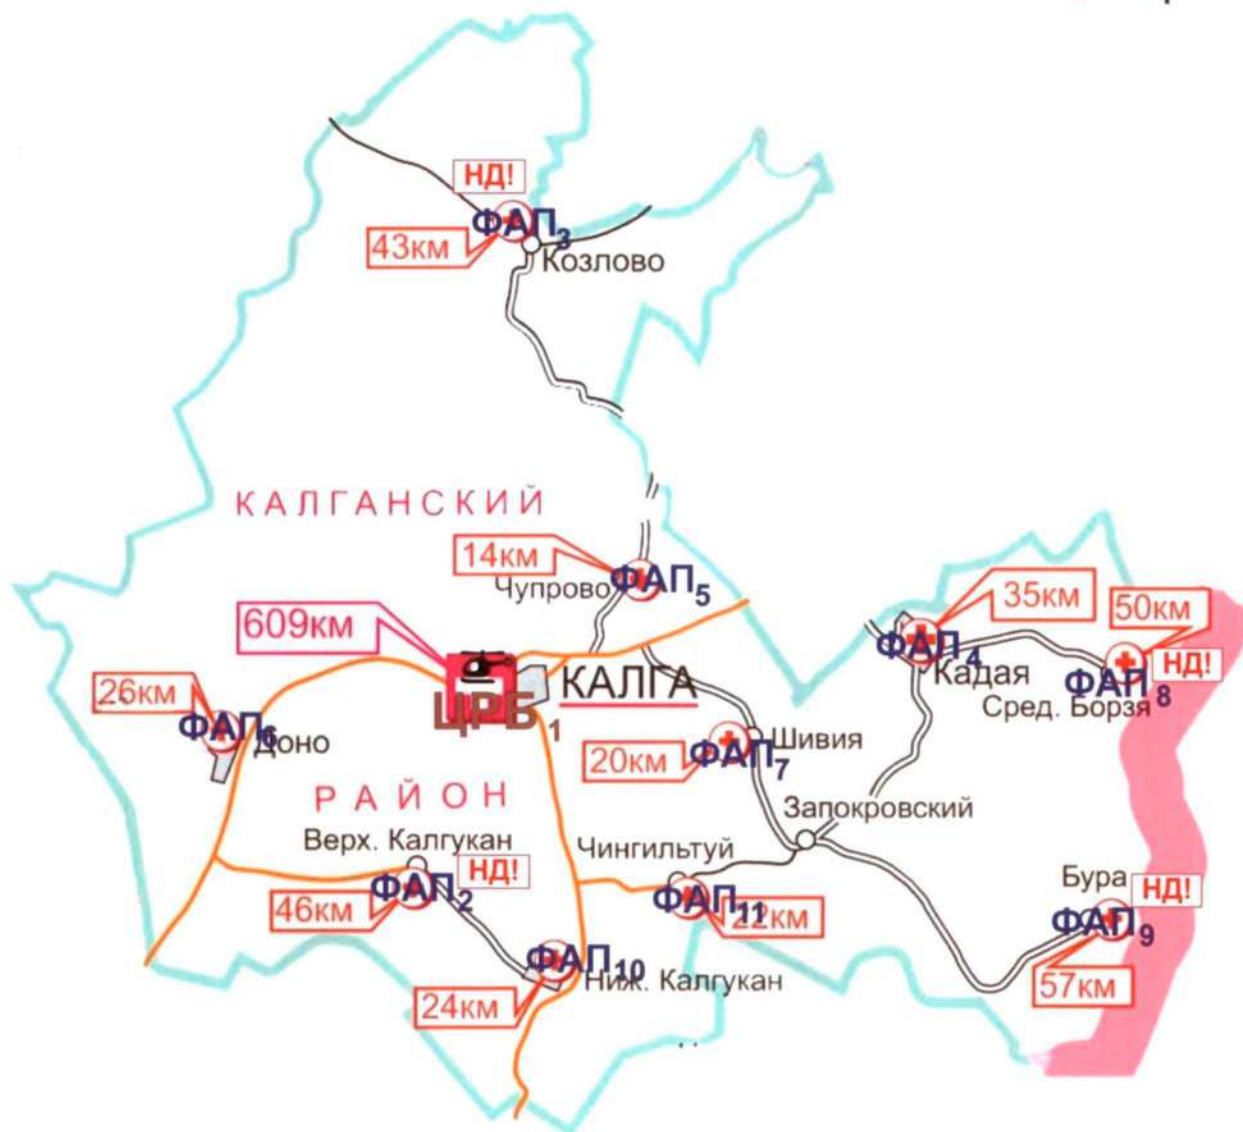 НД!
ФАП3
43км
Козлово
КАЛГАНСКИЙ
14км
Чупрово
ФАП5
35км
50км
609км
ФАП4
Кадая
НД!
ФАП8
Сред. Борзя
КАЛГА
ЦРБ1
26км
ФАП6
Доно
Шивия
ФАП7
20км
РАЙОН
Запокровский
Верх. Калгукан
НД!
Чингильтуй
Бура
НД!
ФАП2
46км
ФАП11
22км
ФАП9
ФАП10
Ниж. Калгукан
24км
57км